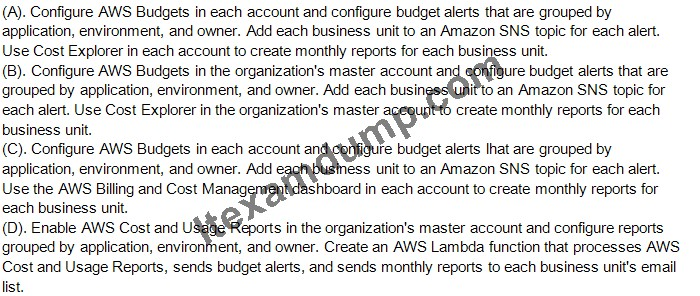 (A). Configure AWS Budgets in each account and configure budget alerts that are grouped by
application, environment, and owner. Add each business unit to an Amazon SNS topic for each alert.
Use Cost Explorer in each account to create monthly reports for each business unit.
(B). Configure AWS Budgets in the organization's master account and configure budget alerts that are
grouped by application, environment, and owner. Add each business unit to an Amazon SNS topic for
each alert. Use Cost Explorer in the organization's master account to create monthly reports for each
business unit.
(C). Configure AWS Budgets in each account and configure budget alerts lhat are grouped by
application, environment, and owner. Add each business unit to an Amazon SNS topic for each alert.
Use the AWS Billing and Cost Management dashboard in each account to create monthly reports for
each business unit.
(D). Enable AWS Cost and Usage Reports in the organization's master account and configure reports
grouped by application, environment, and owner. Create an AWS Lambda function that processes AWS
Cost and Usage Reports, sends budget alerts, and sends monthly reports to each business unit's email
list.
Itexamdump.com